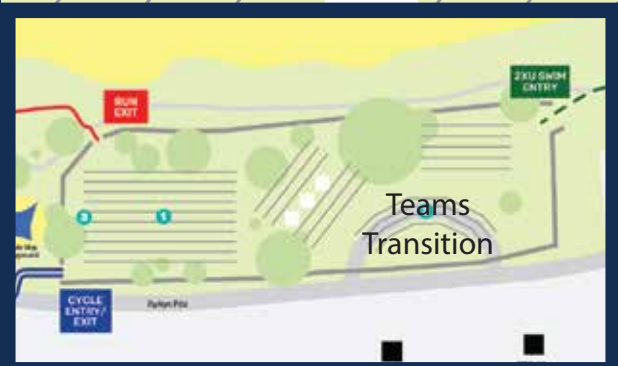 2XU SWIM
ENTRY
RUN
EXIT
3
1
Teams
Transition
CYCLE
ENTRY/
EXIT